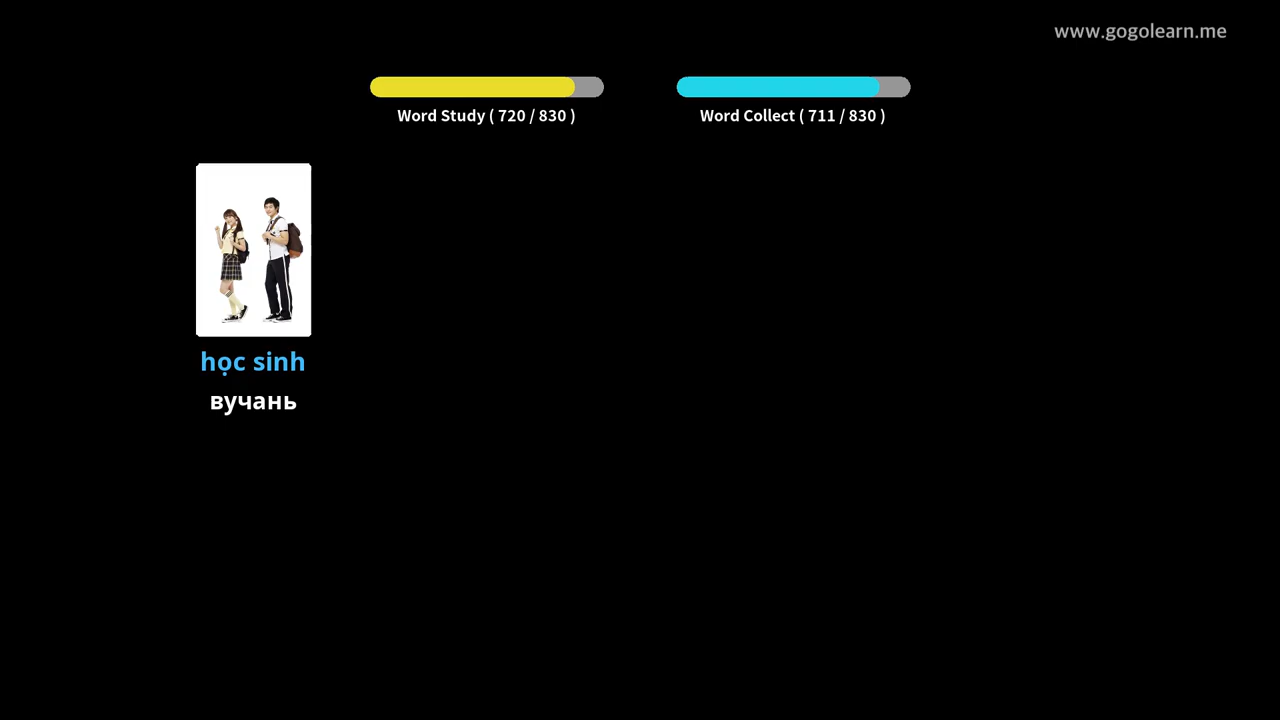 www.gogolearn.me
Word Study ( 720 / 830 )
Word Collect ( 711 / 830 )
học sinh
вучань